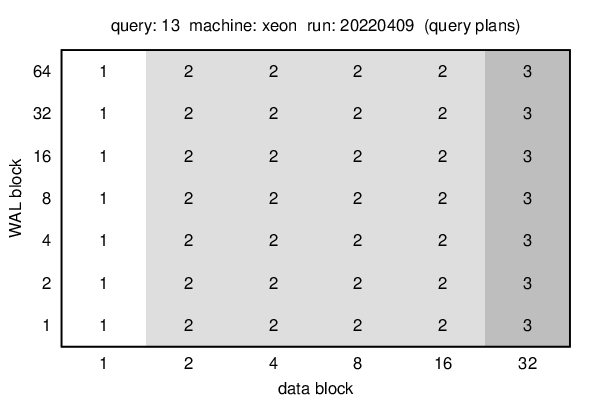 query: 13  machine: xeon  run: 20220409  (query plans)
64 1 2 2 2 2 3
32 1 2 2 2 2 3
16 1 2 2 2 2 3
8 1 2 2 2 2 3
4 1 2 2 2 2 3
2 1 2 2 2 2 3
1 1 2 2 2 2 3
WAL block
1 2 4 8 16 32
data block